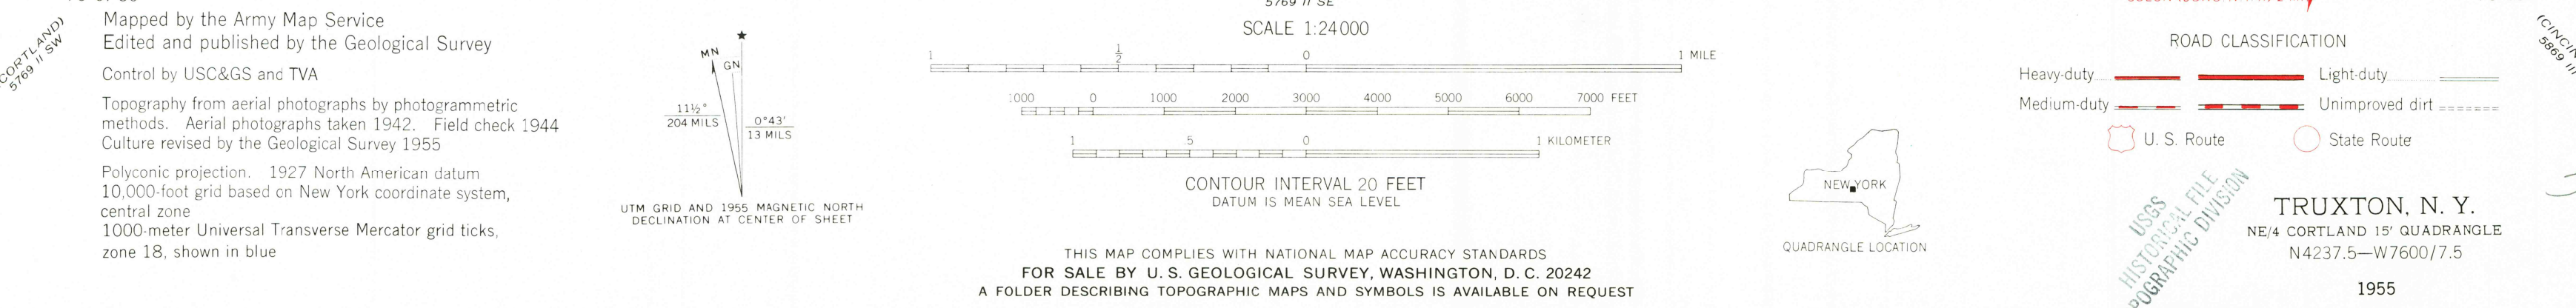 CORTLAND)
5769 II SW
Mapped by the Army Map Service
Edited and published by the Geological Survey
Control by USC&GS and TVA
Topography from aerial photographs by photogrammetric
methods. Aerial photographs taken 1942. Field check 1944
Culture revised by the Geological Survey 1955
Polyconic projection. 1927 North American datum
10,000-foot grid based on New York coordinate system,
central zone
1000-meter Universal Transverse Mercator grid ticks,
zone 18, shown in blue
MN
GN
11½°
204 MILS
0°43'
13 MILS
UTM GRID AND 1955 MAGNETIC NORTH
DECLINATION AT CENTER OF SHEET
5769 II SE
SCALE 1:24000
1 ½ 0 1 MILE
1000 0 1000 2000 3000 4000 5000 6000 7000 FEET
1 .5 0 1 KILOMETER
CONTOUR INTERVAL 20 FEET
DATUM IS MEAN SEA LEVEL
THIS MAP COMPLIES WITH NATIONAL MAP ACCURACY STANDARDS
FOR SALE BY U. S. GEOLOGICAL SURVEY, WASHINGTON, D. C. 20242
A FOLDER DESCRIBING TOPOGRAPHIC MAPS AND SYMBOLS IS AVAILABLE ON REQUEST
NEW YORK
QUADRANGLE LOCATION
ROAD CLASSIFICATION
Heavy-duty Light-duty
Medium-duty Unimproved dirt
U. S. Route State Route
USGS
HISTORICAL FILE
OGRAPHIC DIVISION
TRUXTON, N. Y.
NE/4 CORTLAND 15' QUADRANGLE
N4237.5—W7600/7.5
1955
(CINCIN
5869 III